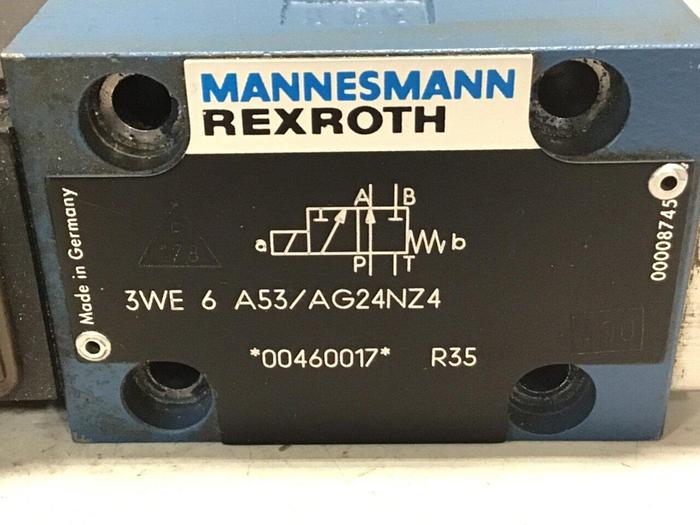 MANNESMANN
REXROTH
Made in Germany
A B
a b
P T
3WE 6 A53/AG24NZ4
*00460017* R35
00008745